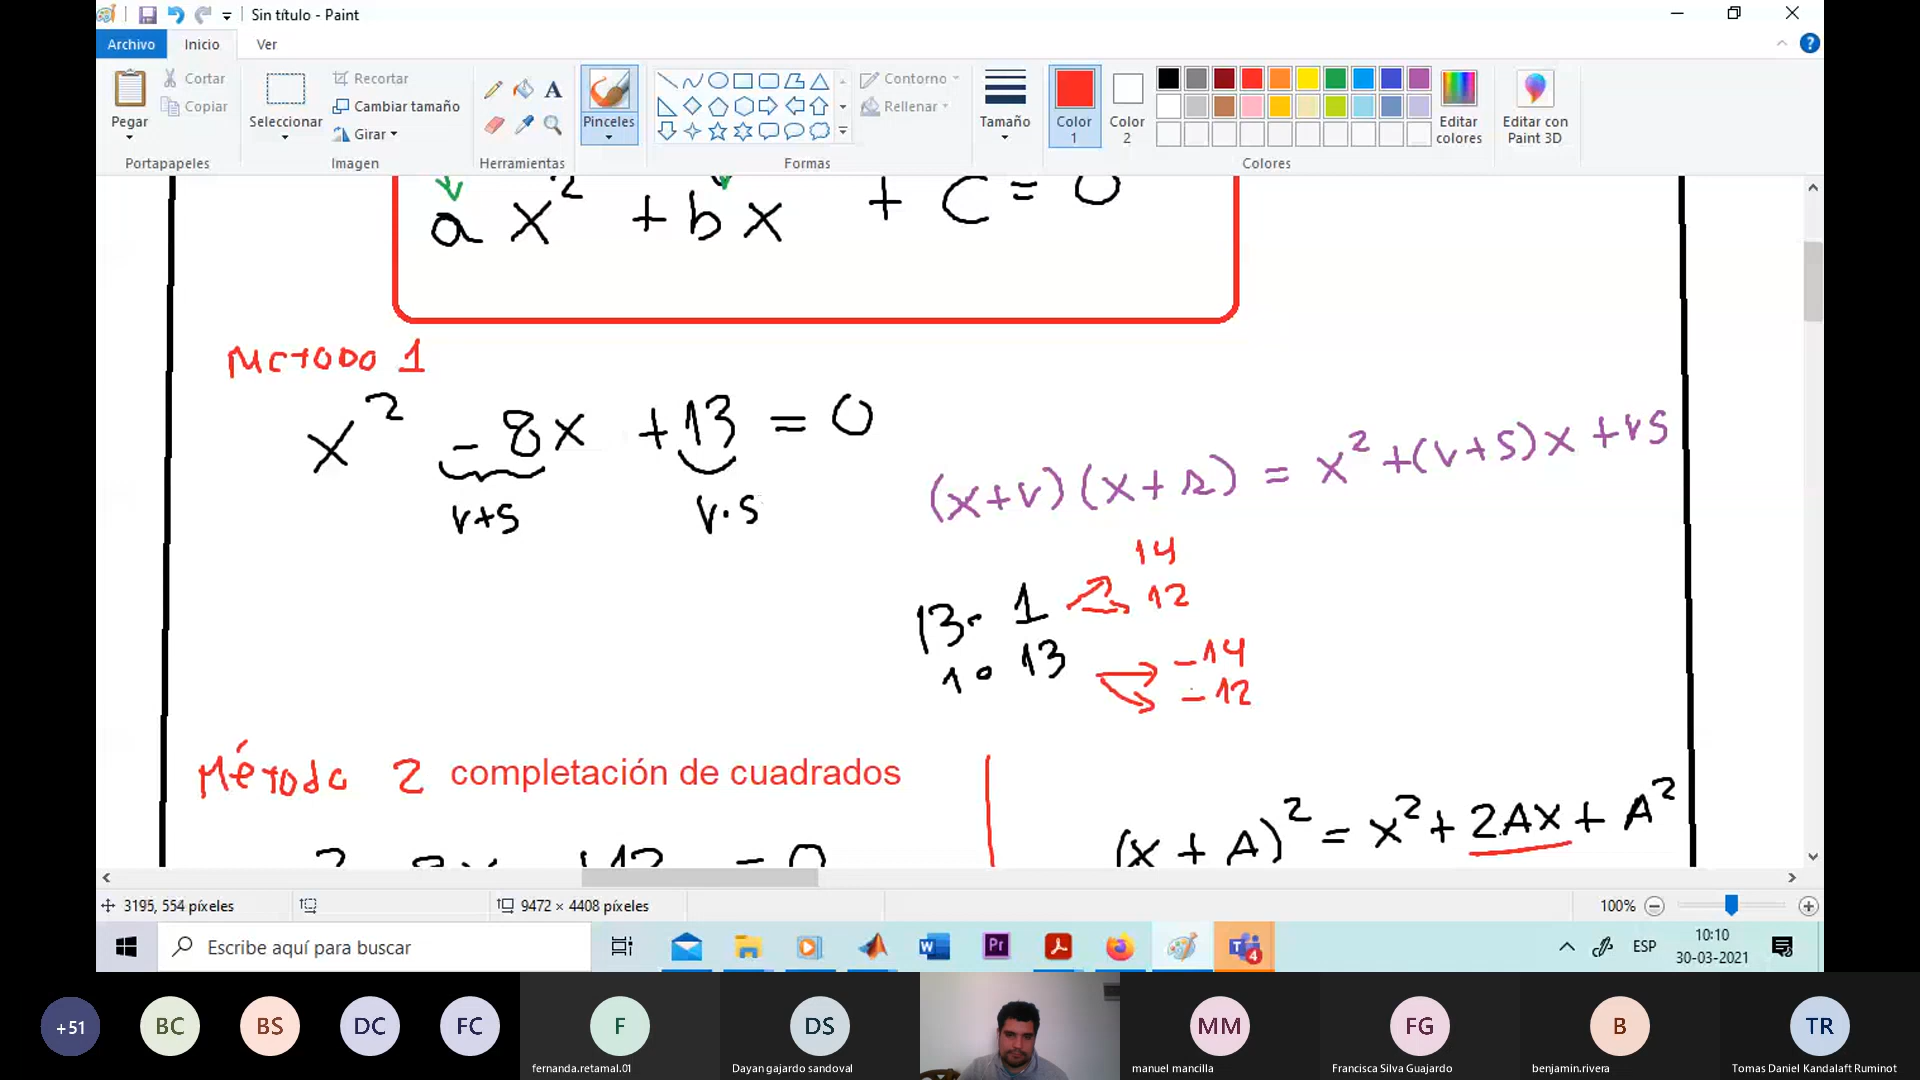 Sin título - Paint
Archivo Inicio Ver
Pegar
Cortar
Copiar
Portapapeles
Seleccionar
Recortar
Cambiar tamaño
Girar
Imagen
A
Herramientas
Pinceles
Contorno
Rellenar
Formas
Tamaño
Color 1
Color 2
Editar colores
Colores
Editar con Paint 3D
a x² + b x + c = 0
Metodo 1
x² - 8x + 13 = 0
r+s
r·s
(x+r)(x+s) = x² +(r+s)x + rs
14
13· 1
12
1· 13
-14
-12
Método 2 completación de cuadrados
(x + A)² = x² + 2Ax + A²
3195, 554 píxeles
9472 × 4408 píxeles
100%
Escribe aquí para buscar
W
Pr
4
ESP
10:10
30-03-2021
+51
BC
BS
DC
FC
F
fernanda.retamal.01
DS
Dayan gajardo sandoval
MM
manuel mancilla
FG
Francisca Silva Guajardo
B
benjamin.rivera
TR
Tomas Daniel Kandalaft Ruminot